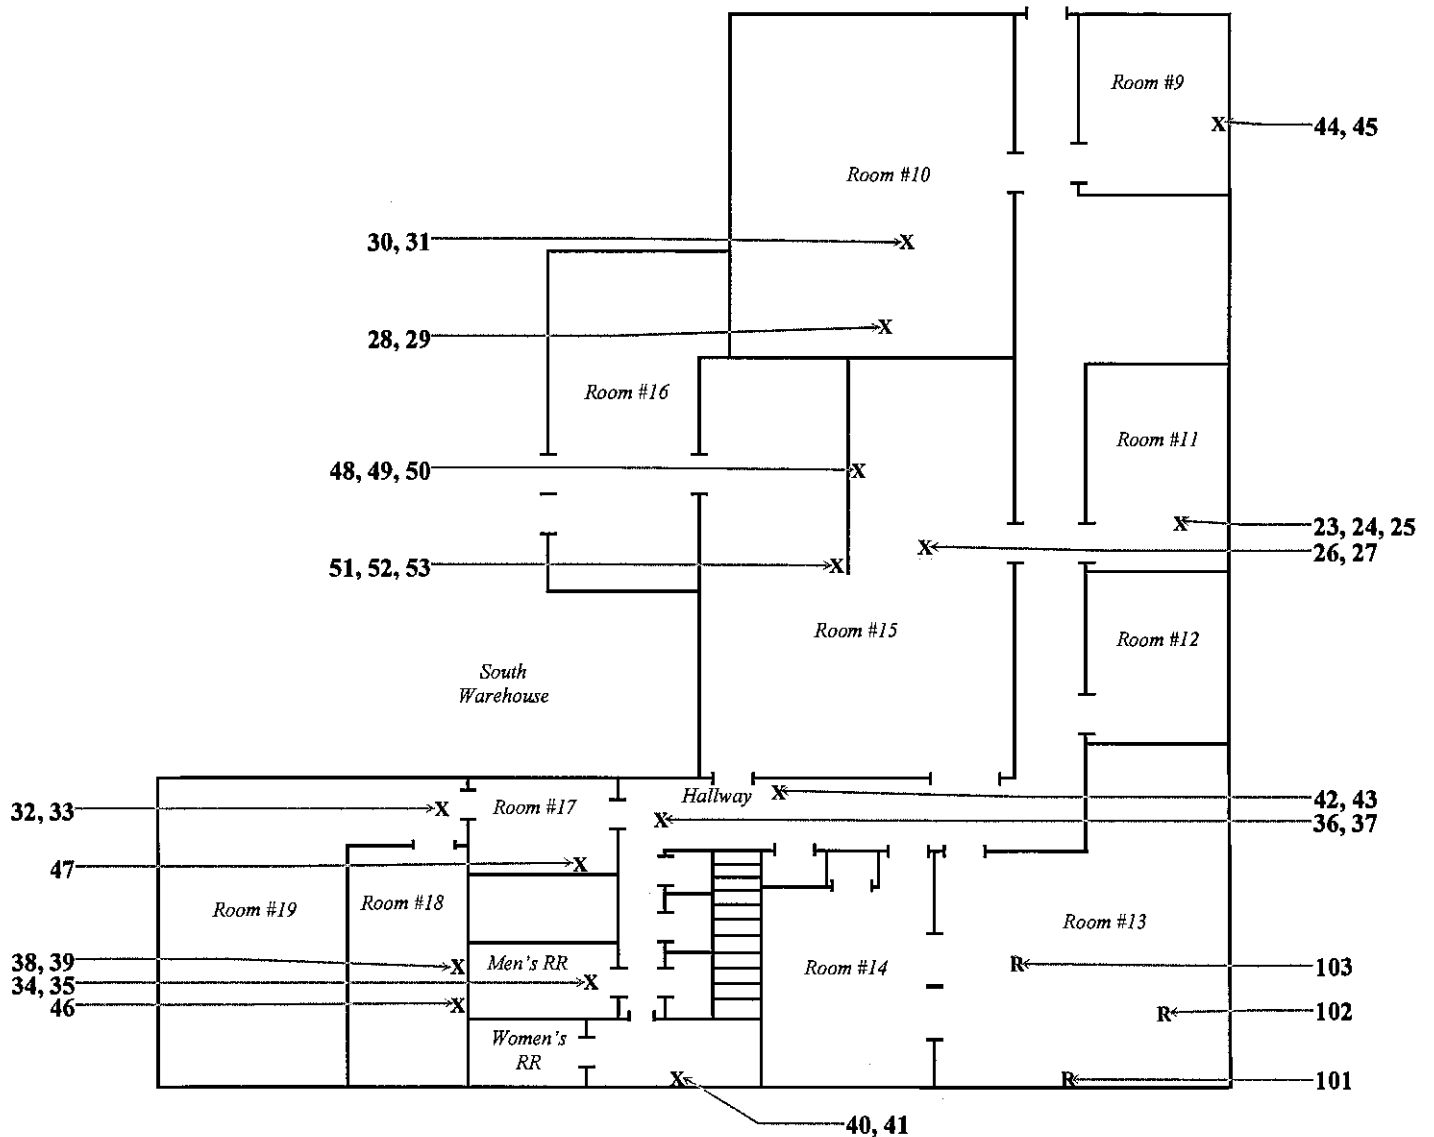 Room #9
X
44, 45
Room #10
30, 31
X
28, 29
X
Room #16
Room #11
48, 49, 50
X
X
23, 24, 25
X
26, 27
51, 52, 53
X
Room #15
Room #12
South
Warehouse
32, 33
X
Room #17
Hallway
X
42, 43
X
36, 37
47
X
Room #19
Room #18
Room #13
38, 39
X
Men's RR
Room #14
R
103
34, 35
X
46
X
R
102
Women's
RR
X
R
101
40, 41